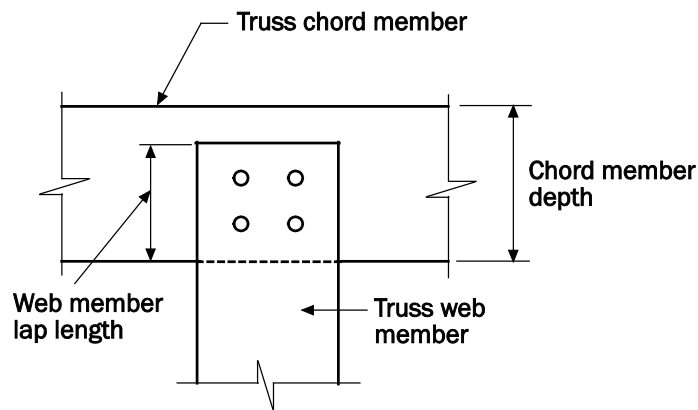 Truss chord member
Chord member
depth
Web member
lap length
Truss web
member